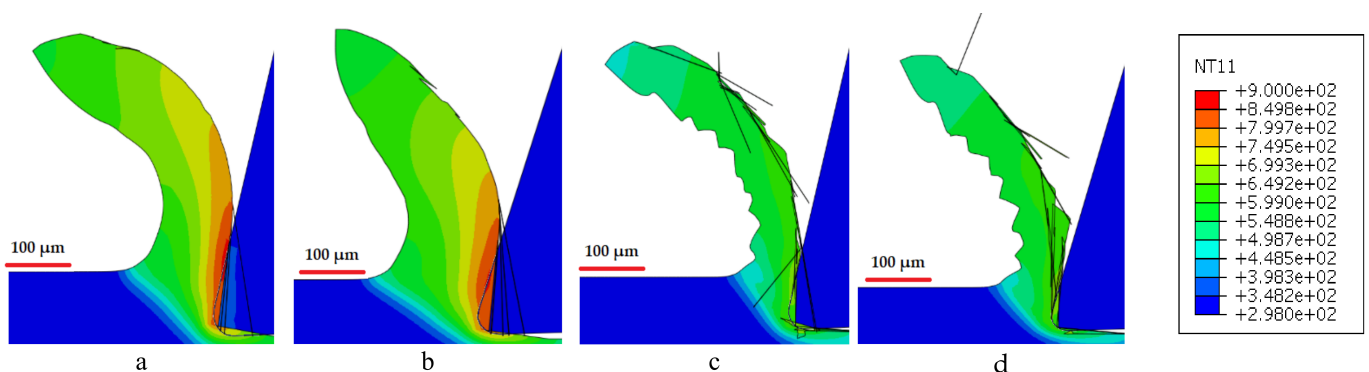 100 μm
100 μm
100 μm
100 μm
a
b
c
d
NT11
+9.000e+02
+8.498e+02
+7.997e+02
+7.495e+02
+6.993e+02
+6.492e+02
+5.990e+02
+5.488e+02
+4.987e+02
+4.485e+02
+3.983e+02
+3.482e+02
+2.980e+02